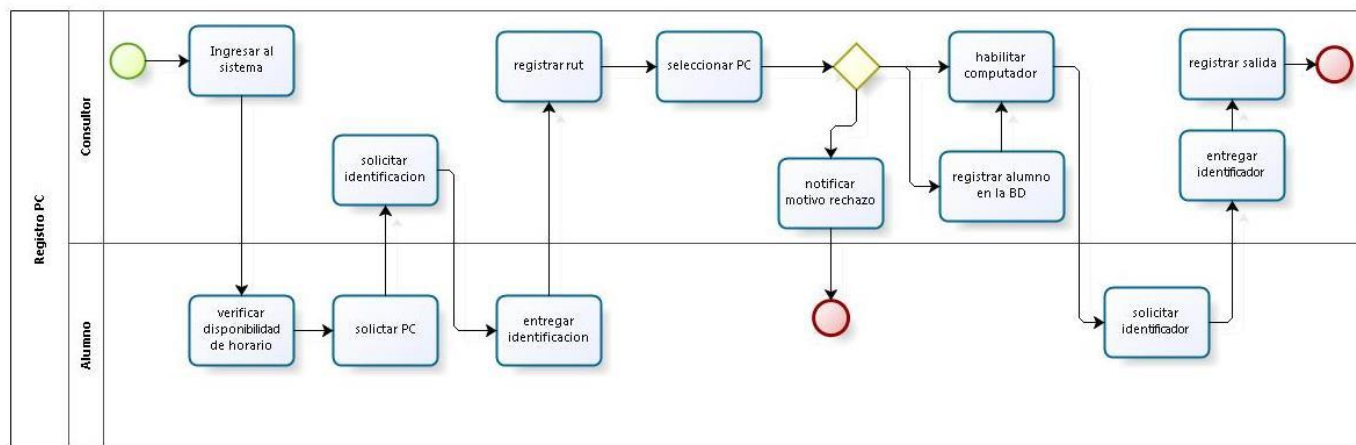 Registro PC
Consultor
Ingresar al
sistema
solicitar
identificacion
registrar rut
seleccionar PC
notificar
motivo rechazo
habilitar
computador
registrar alumno
en la BD
registrar salida
entregar
identificador
Alumno
verificar
disponibilidad
de horario
solictar PC
entregar
identificacion
solicitar
identificador